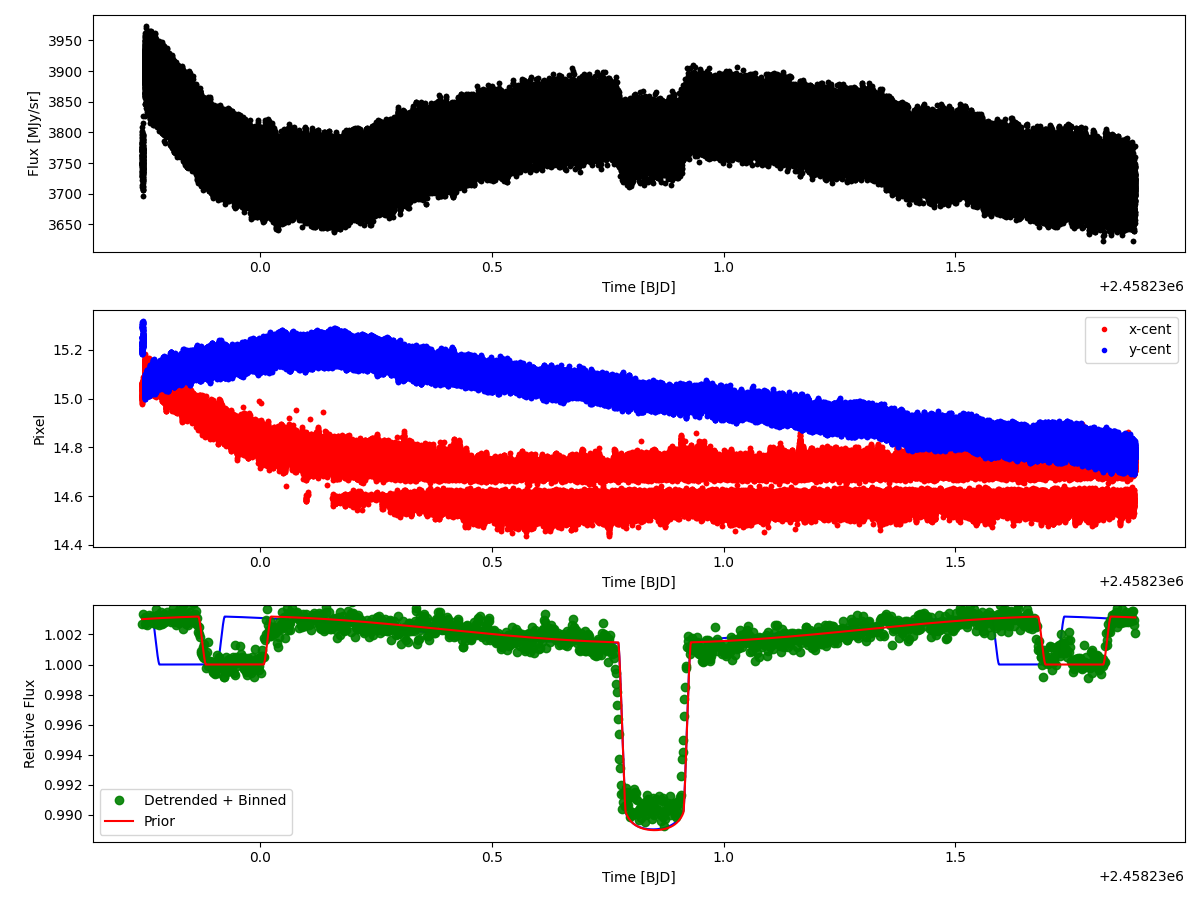 3950
3900
3850
3800
3750
3700
3650
Flux [MJy/sr]
0.0 0.5 1.0 1.5
Time [BJD]
+2.45823e6
15.2
15.0
14.8
14.6
14.4
Pixel
x-cent
y-cent
0.0 0.5 1.0 1.5
Time [BJD]
+2.45823e6
1.002
1.000
0.998
0.996
0.994
0.992
0.990
Relative Flux
Detrended + Binned
Prior
0.0 0.5 1.0 1.5
Time [BJD]
+2.45823e6